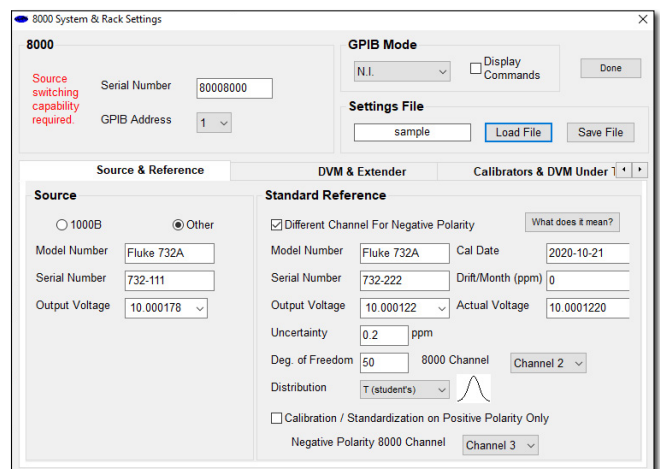 8000 System & Rack Settings
8000
Source
switching
capability
required.
Serial Number 80008000
GPIB Address 1
GPIB Mode
N.I.
Display
Commands
Done
Settings File
sample Load File Save File
Source & Reference DVM & Extender Calibrators & DVM Under
Source
1000B Other
Model Number Fluke 732A
Serial Number 732-111
Output Voltage 10.000178
Standard Reference
Different Channel For Negative Polarity What does it mean?
Model Number Fluke 732A Cal Date 2020-10-21
Serial Number 732-222 Drift/Month (ppm) 0
Output Voltage 10.000122 Actual Voltage 10.0001220
Uncertainty 0.2 ppm
Deg. of Freedom 50 8000 Channel Channel 2
Distribution T (student's)
Calibration / Standardization on Positive Polarity Only
Negative Polarity 8000 Channel Channel 3